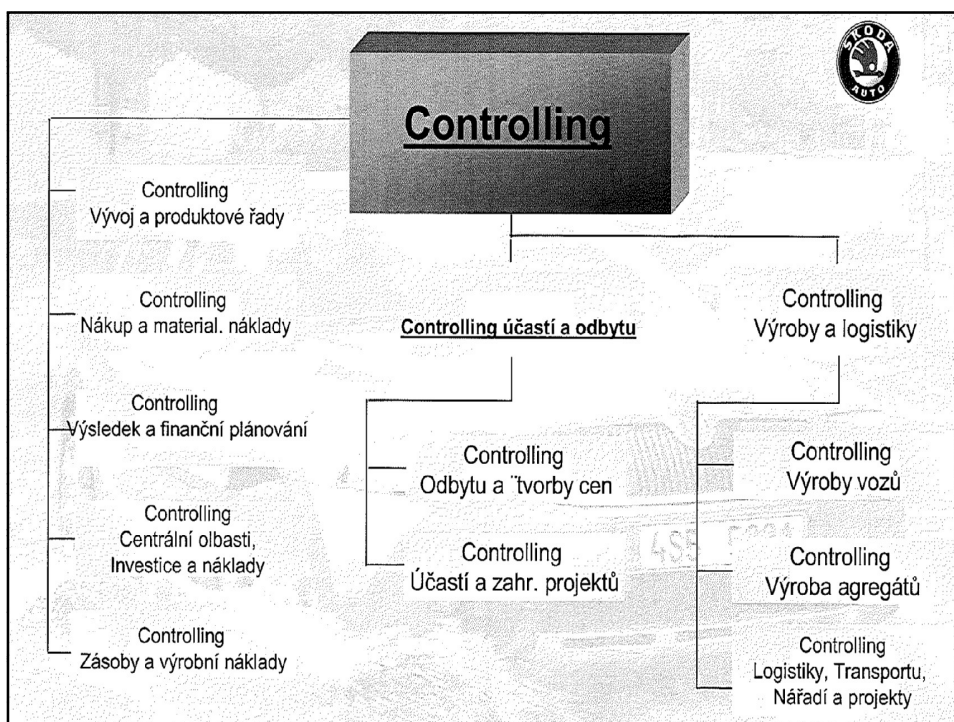 Controlling
ŠKODA
AUTO
Controlling
Vývoj a produktové řady
Controlling
Nákup a material. náklady
Controlling
Výsledek a finanční plánování
Controlling
Centrální olbasti,
Investice a náklady
Controlling
Zásoby a výrobní náklady
Controlling účastí a odbytu
Controlling
Odbytu a ¨tvorby cen
Controlling
Účastí a zahr. projektů
Controlling
Výroby a logistiky
Controlling
Výroby vozů
Controlling
Výroba agregátů
Controlling
Logistiky, Transportu,
Nářadí a projekty